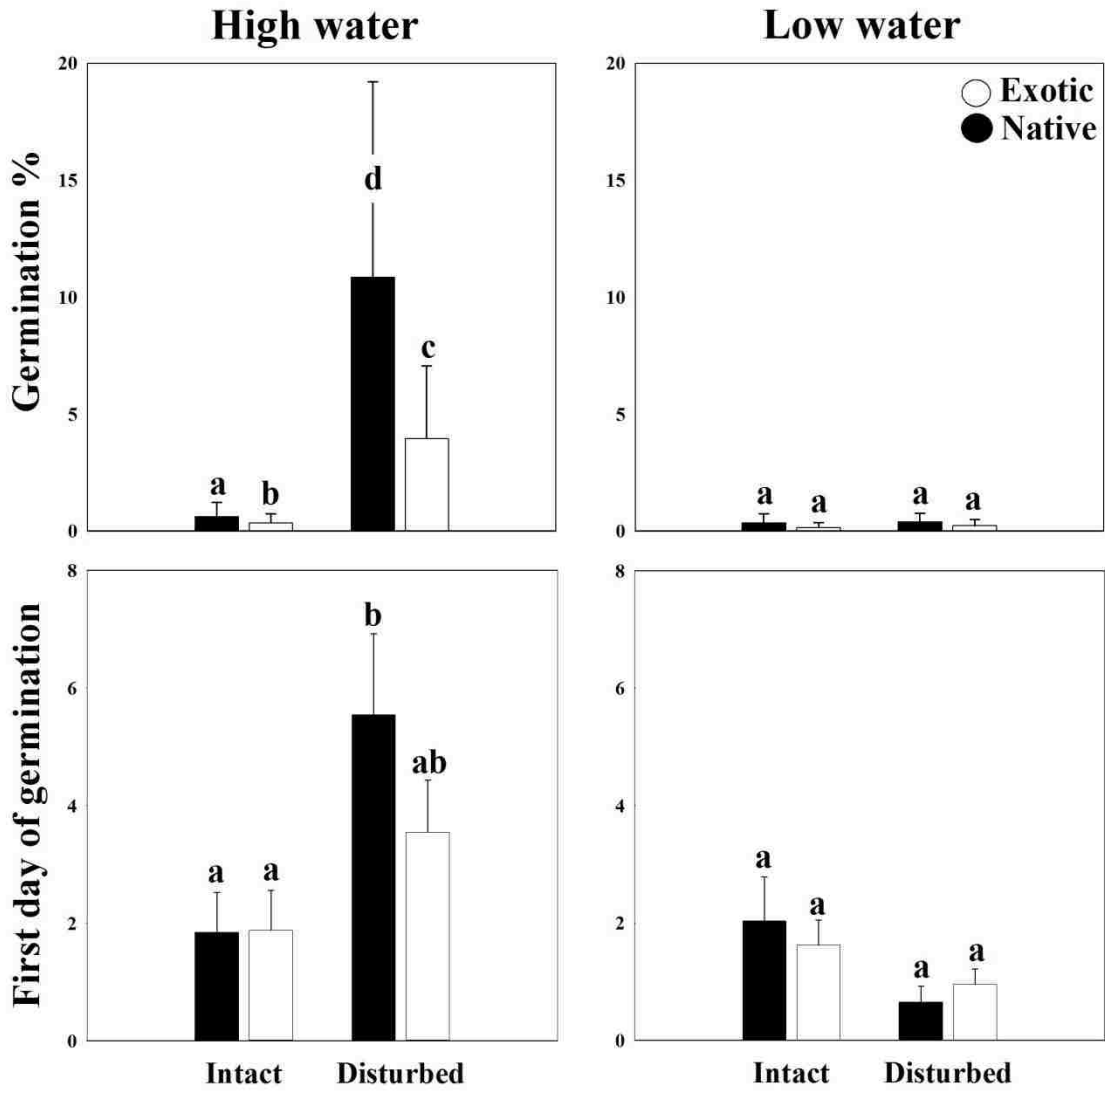 High water
Low water
Germination %
20
15
10
5
0
a
b
d
c
20
15
10
5
0
Exotic
Native
a
a
a
a
First day of germination
8
6
4
2
0
a
a
b
ab
Intact
Disturbed
8
6
4
2
0
a
a
a
a
Intact
Disturbed